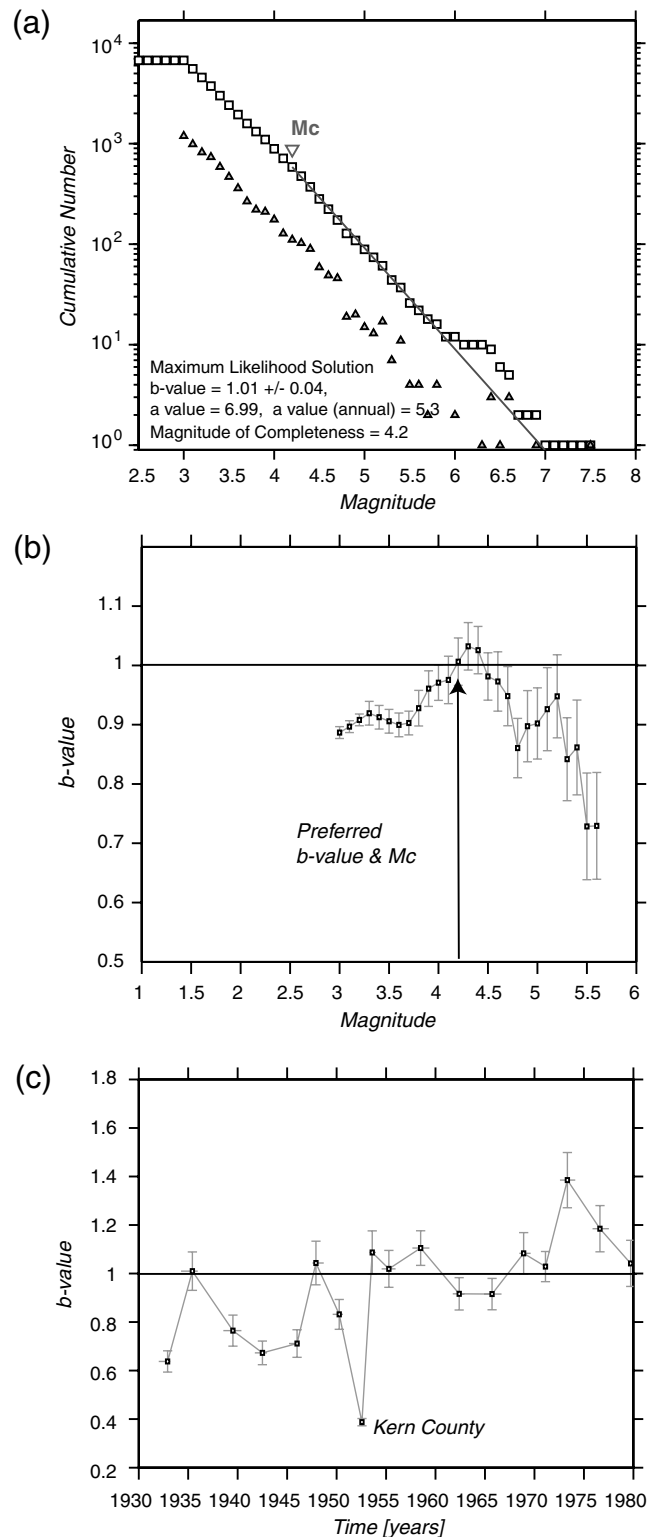 (a)
10⁴
10³
10²
10¹
10⁰
Cumulative Number
Mc
Maximum Likelihood Solution
b-value = 1.01 +/- 0.04,
a value = 6.99, a value (annual) = 5.3
Magnitude of Completeness = 4.2
2.5 3 3.5 4 4.5 5 5.5 6 6.5 7 7.5 8
Magnitude
(b)
1.1
1
0.9
0.8
0.7
0.6
0.5
b-value
Preferred
b-value & Mc
1 1.5 2 2.5 3 3.5 4 4.5 5 5.5 6
Magnitude
(c)
1.8
1.6
1.4
1.2
1
0.8
0.6
0.4
0.2
b-value
Kern County
1930 1935 1940 1945 1950 1955 1960 1965 1970 1975 1980
Time [years]